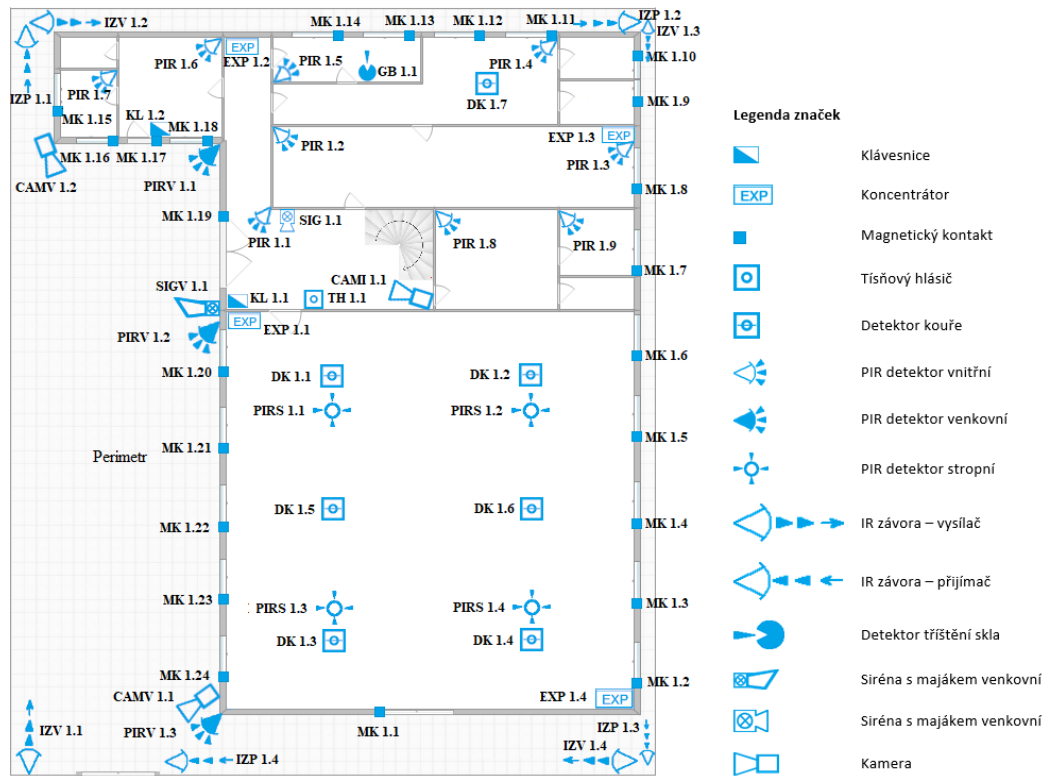 IZV 1.2
MK 1.14
MK 1.13
MK 1.12
MK 1.11
IZP 1.2
IZV 1.3
EXP
EXP 1.2
PIR 1.6
PIR 1.5
GB 1.1
PIR 1.4
MK 1.10
DK 1.7
IZP 1.1
PIR 1.7
MK 1.9
MK 1.15
KL 1.2
MK 1.18
EXP 1.3
EXP
PIR 1.2
PIR 1.3
MK 1.16
MK 1.17
CAMV 1.2
PIRV 1.1
MK 1.8
MK 1.19
SIG 1.1
PIR 1.1
PIR 1.8
PIR 1.9
MK 1.7
CAMI 1.1
SIGV 1.1
KL 1.1
TH 1.1
EXP
EXP 1.1
PIRV 1.2
MK 1.6
MK 1.20
DK 1.1
DK 1.2
PIRS 1.1
PIRS 1.2
MK 1.5
MK 1.21
Perimetr
DK 1.5
DK 1.6
MK 1.22
MK 1.4
MK 1.23
PIRS 1.3
PIRS 1.4
MK 1.3
DK 1.3
DK 1.4
MK 1.24
MK 1.2
CAMV 1.1
EXP 1.4
EXP
IZV 1.1
PIRV 1.3
MK 1.1
IZP 1.3
IZP 1.4
IZV 1.4
Legenda značek
Klávesnice
EXP
Koncentrátor
Magnetický kontakt
Tísňový hlásič
Detektor kouře
PIR detektor vnitřní
PIR detektor venkovní
PIR detektor stropní
IR závora – vysílač
IR závora – přijímač
Detektor tříštění skla
Siréna s majákem venkovní
Siréna s majákem venkovní
Kamera